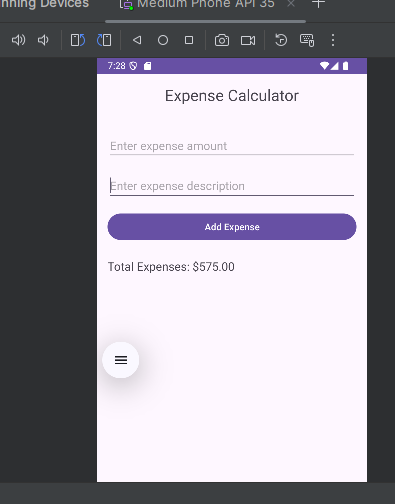 nning Devices
Medium Phone API 35
7:28
Expense Calculator
Enter expense amount
Enter expense description
Add Expense
Total Expenses: $575.00